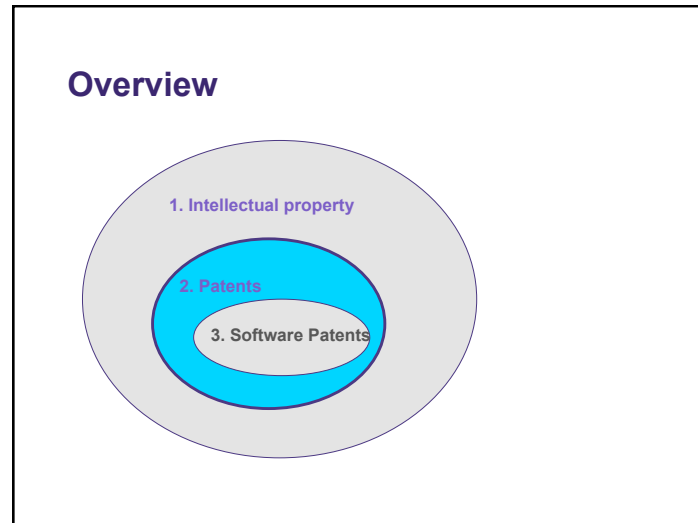 Overview
1. Intellectual property
2. Patents
3. Software Patents